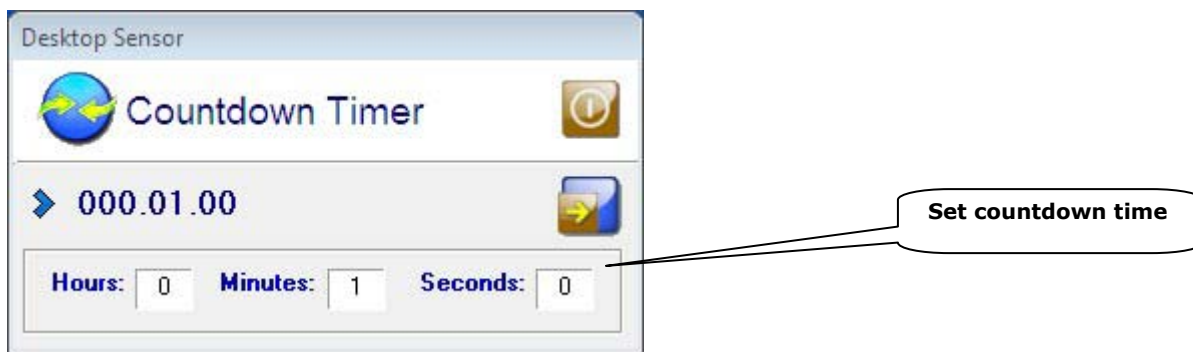 Desktop Sensor
Countdown Timer
000.01.00
Set countdown time
Hours: 0 Minutes: 1 Seconds: 0